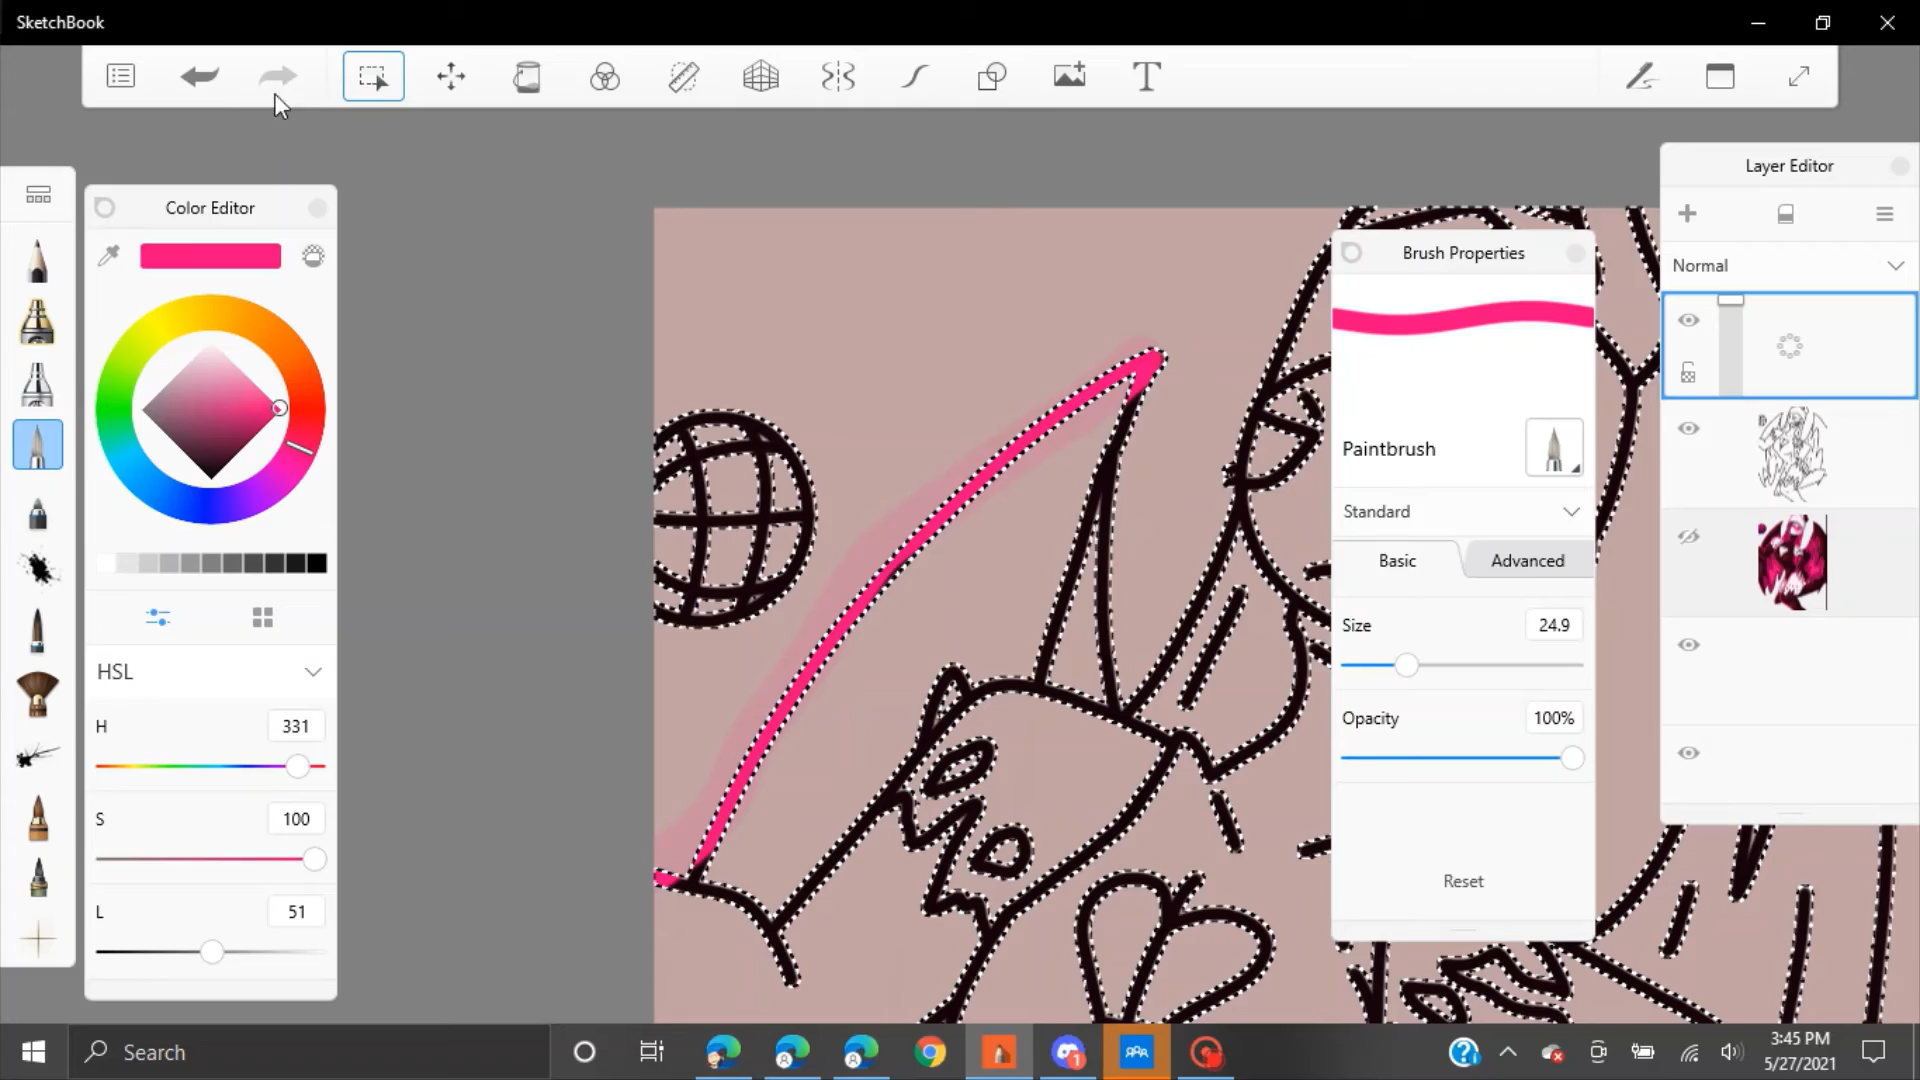 SketchBook
T
Color Editor
HSL
H
331
S
100
L
51
Brush Properties
Paintbrush
Standard
Basic
Advanced
Size
24.9
Opacity
100%
Reset
Layer Editor
Normal
Search
1
3:45 PM
5/27/2021